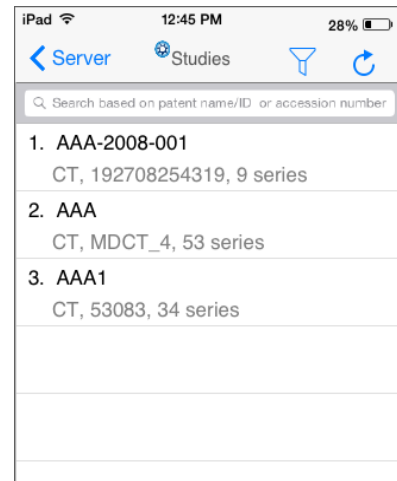 iPad 12:45 PM 28%
Server Studies
Search based on patent name/ID or accession number
1. AAA-2008-001
CT, 192708254319, 9 series
2. AAA
CT, MDCT_4, 53 series
3. AAA1
CT, 53083, 34 series